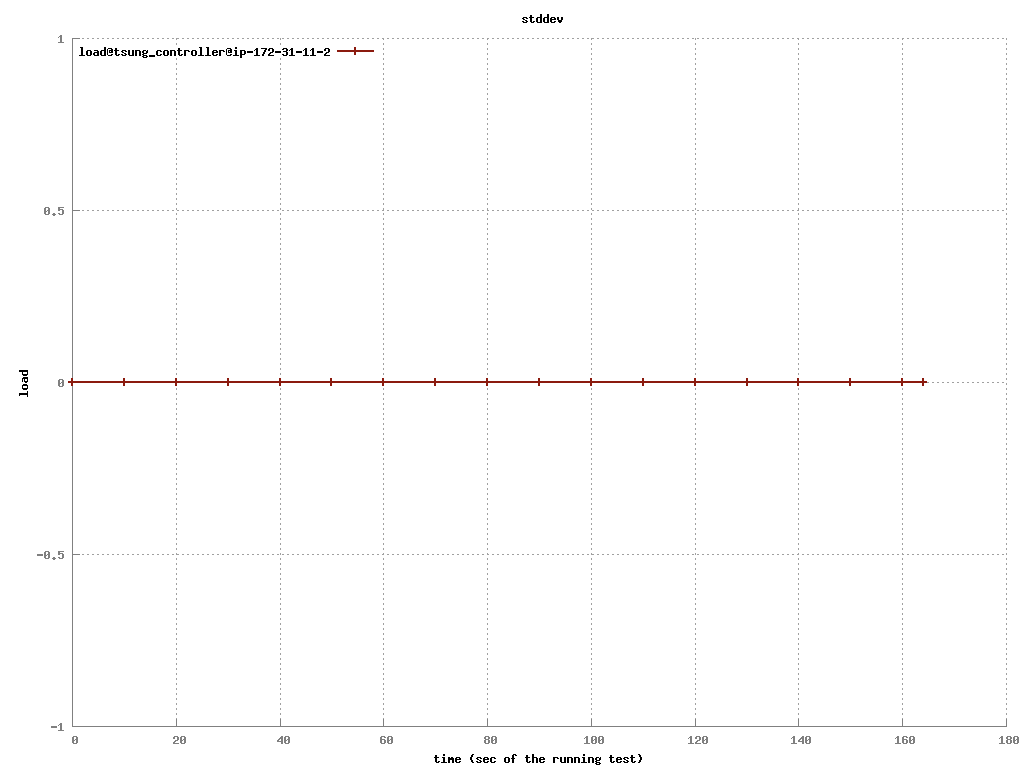 stddev
load@tsung_controller@ip-172-31-11-2
1
0.5
0
-0.5
-1
load
0 20 40 60 80 100 120 140 160 180
time (sec of the running test)